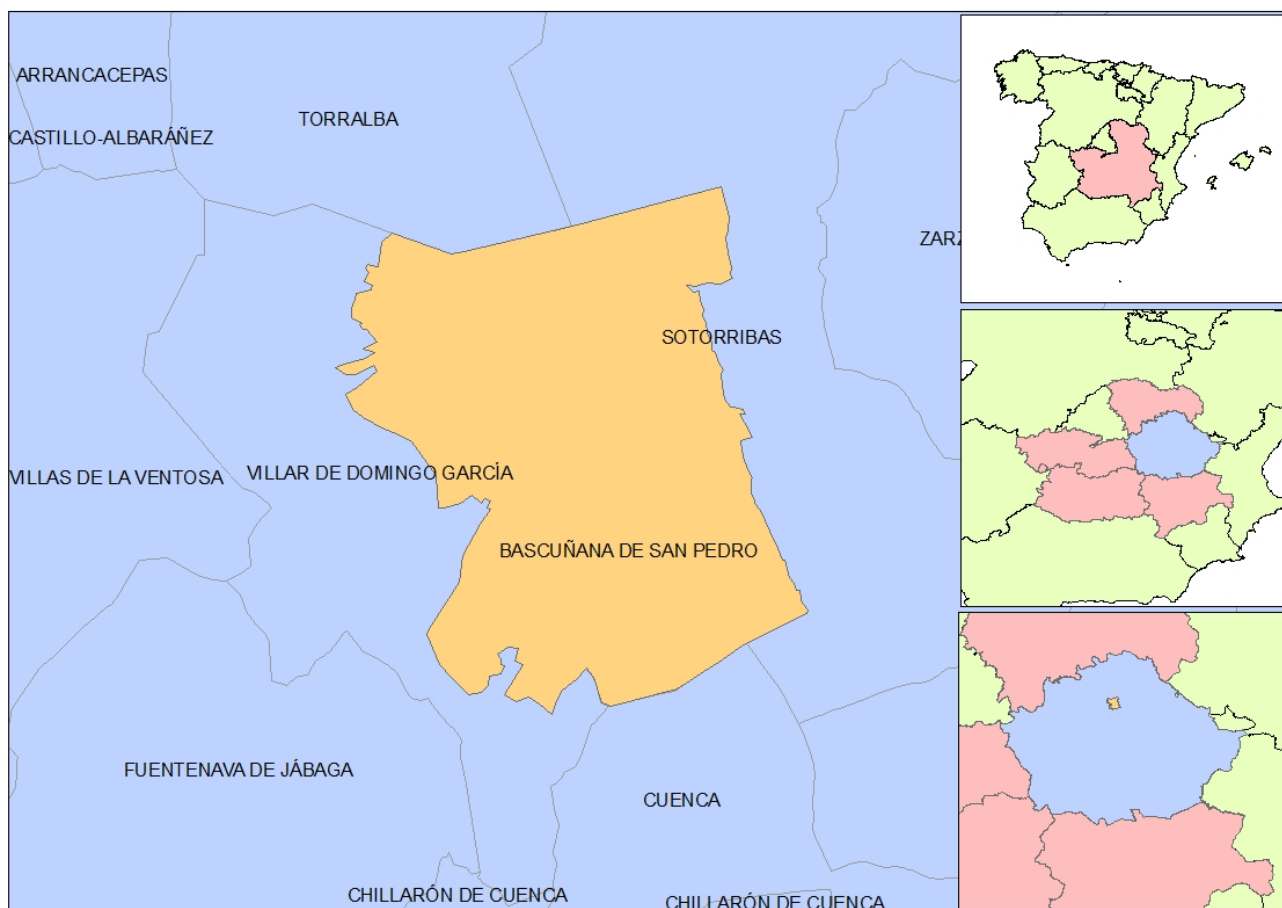 ARRANCACEPAS
TORRALBA
CASTILLO-ALBARÁÑEZ
SOTORRIBAS
VILLAS DE LA VENTOSA
VILLAR DE DOMINGO GARCÍA
BASCUÑANA DE SAN PEDRO
FUENTENAVA DE JÁBAGA
CUENCA
CHILLARÓN DE CUENCA
CHILLARÓN DE CUENCA